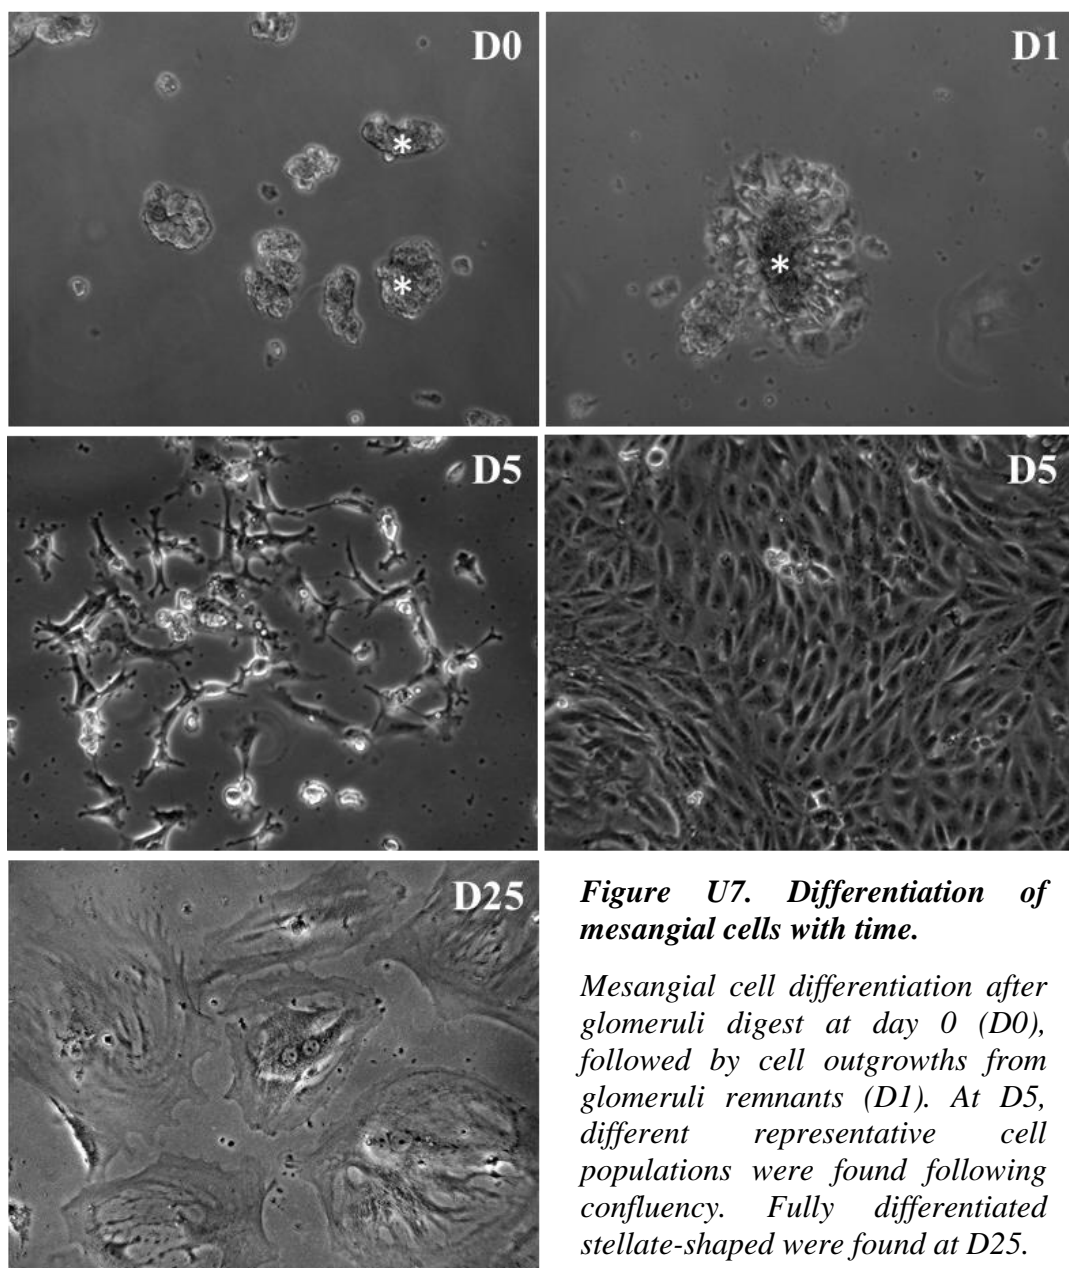 D0
D1
*
*
*
D5
D5
D25
Figure U7. Differentiation of
mesangial cells with time.
Mesangial cell differentiation after
glomeruli digest at day 0 (D0),
followed by cell outgrowths from
glomeruli remnants (D1). At D5,
different representative cell
populations were found following
confluency. Fully differentiated
stellate-shaped were found at D25.